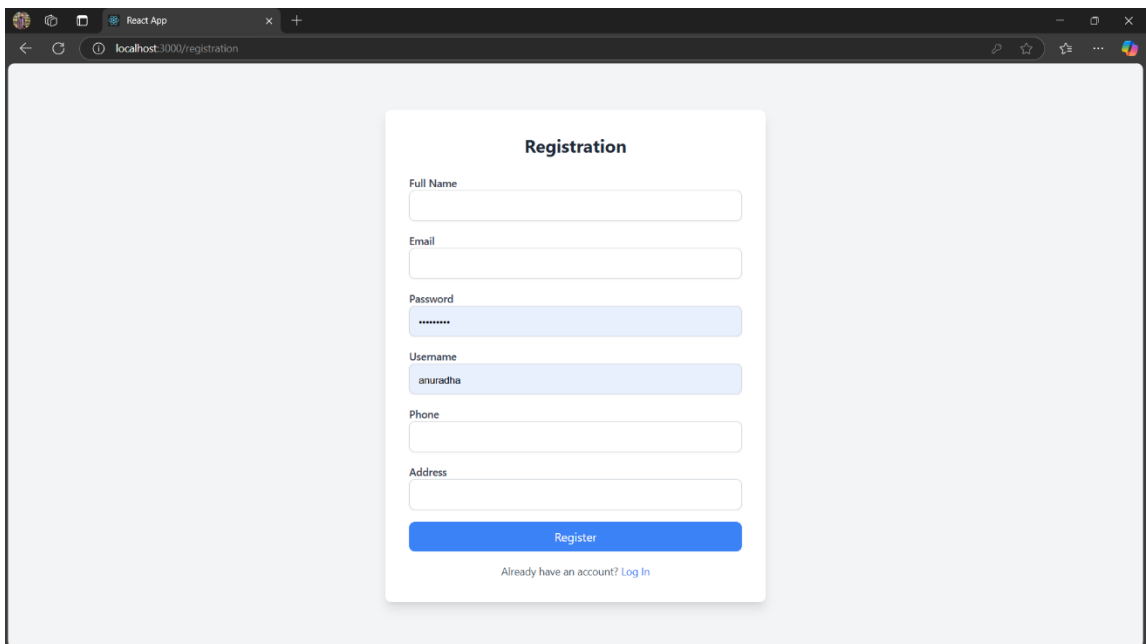 React App
localhost:3000/registration
Registration
Full Name
Email
Password
•••••••••
Username
anuradha
Phone
Address
Register
Already have an account? Log In